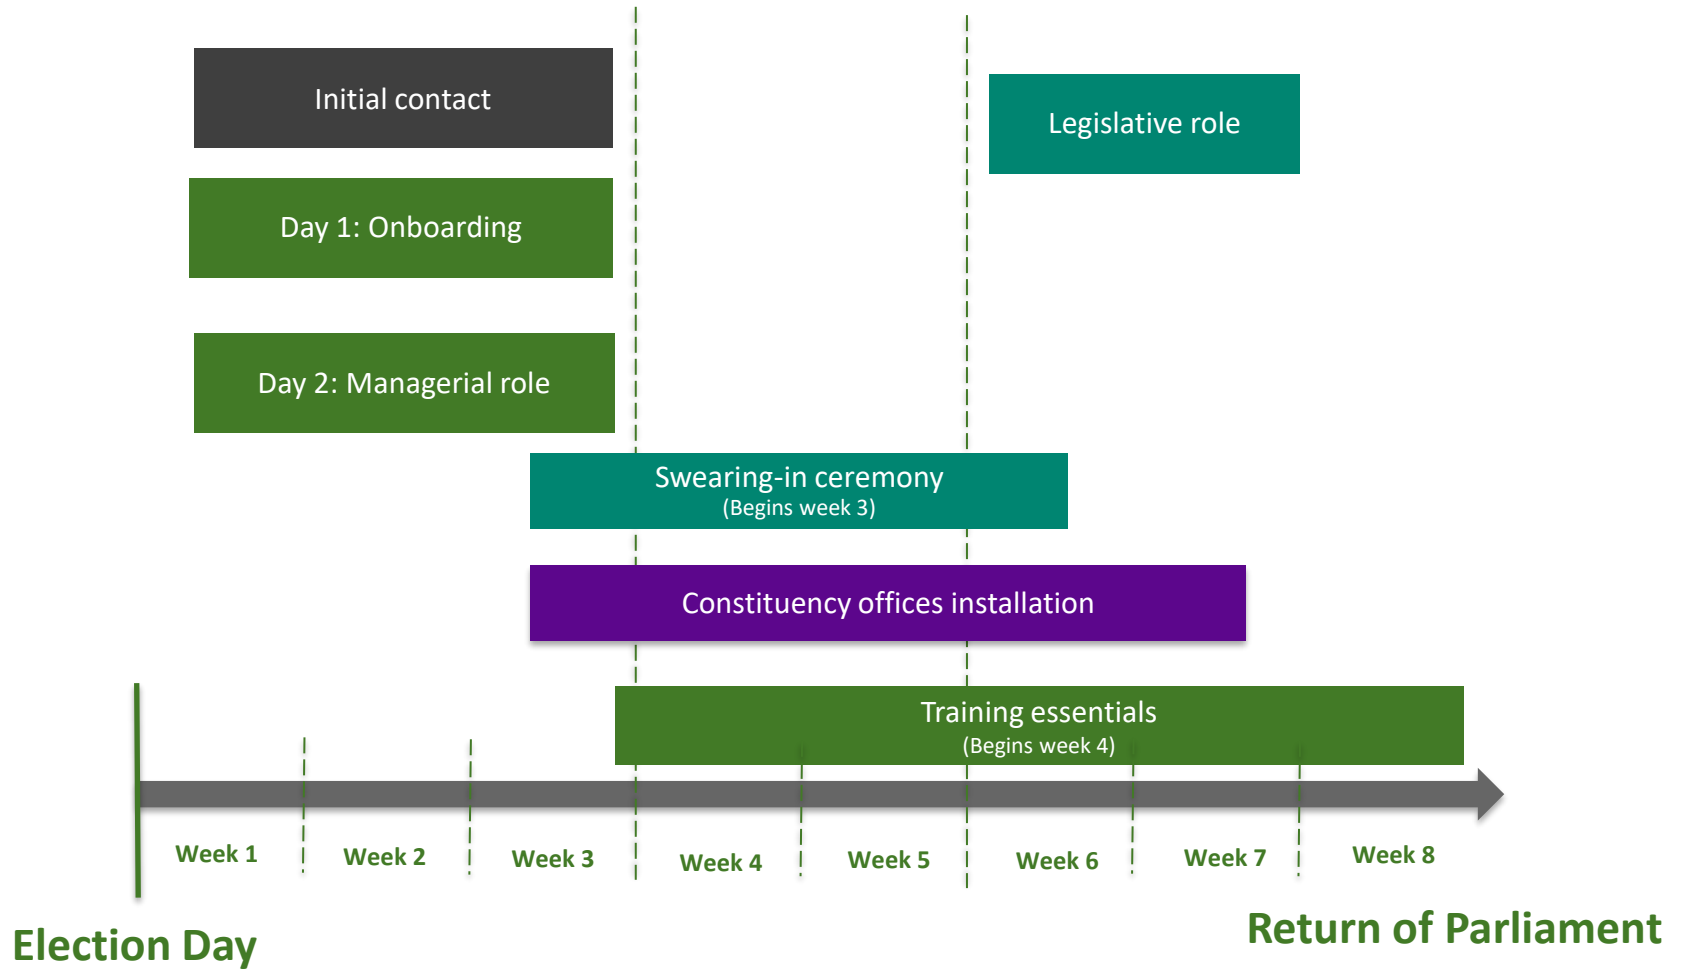 Initial contact
Legislative role
Day 1: Onboarding
Day 2: Managerial role
Swearing-in ceremony
(Begins week 3)
Constituency offices installation
Training essentials
(Begins week 4)
Week 1
Week 2
Week 3
Week 4
Week 5
Week 6
Week 7
Week 8
Election Day
Return of Parliament